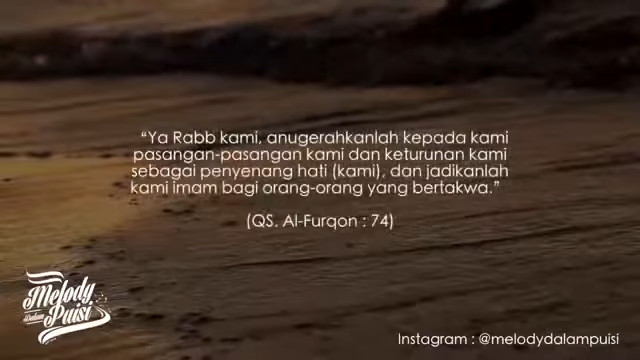 “Ya Rabb kami, anugerahkanlah kepada kami
pasangan-pasangan kami dan keturunan kami
sebagai penyenang hati (kami), dan jadikanlah
kami imam bagi orang-orang yang bertakwa.”
(QS. Al-Furqon : 74)
Melody
Dalam
Puisi
Instagram : @melodydalampuisi